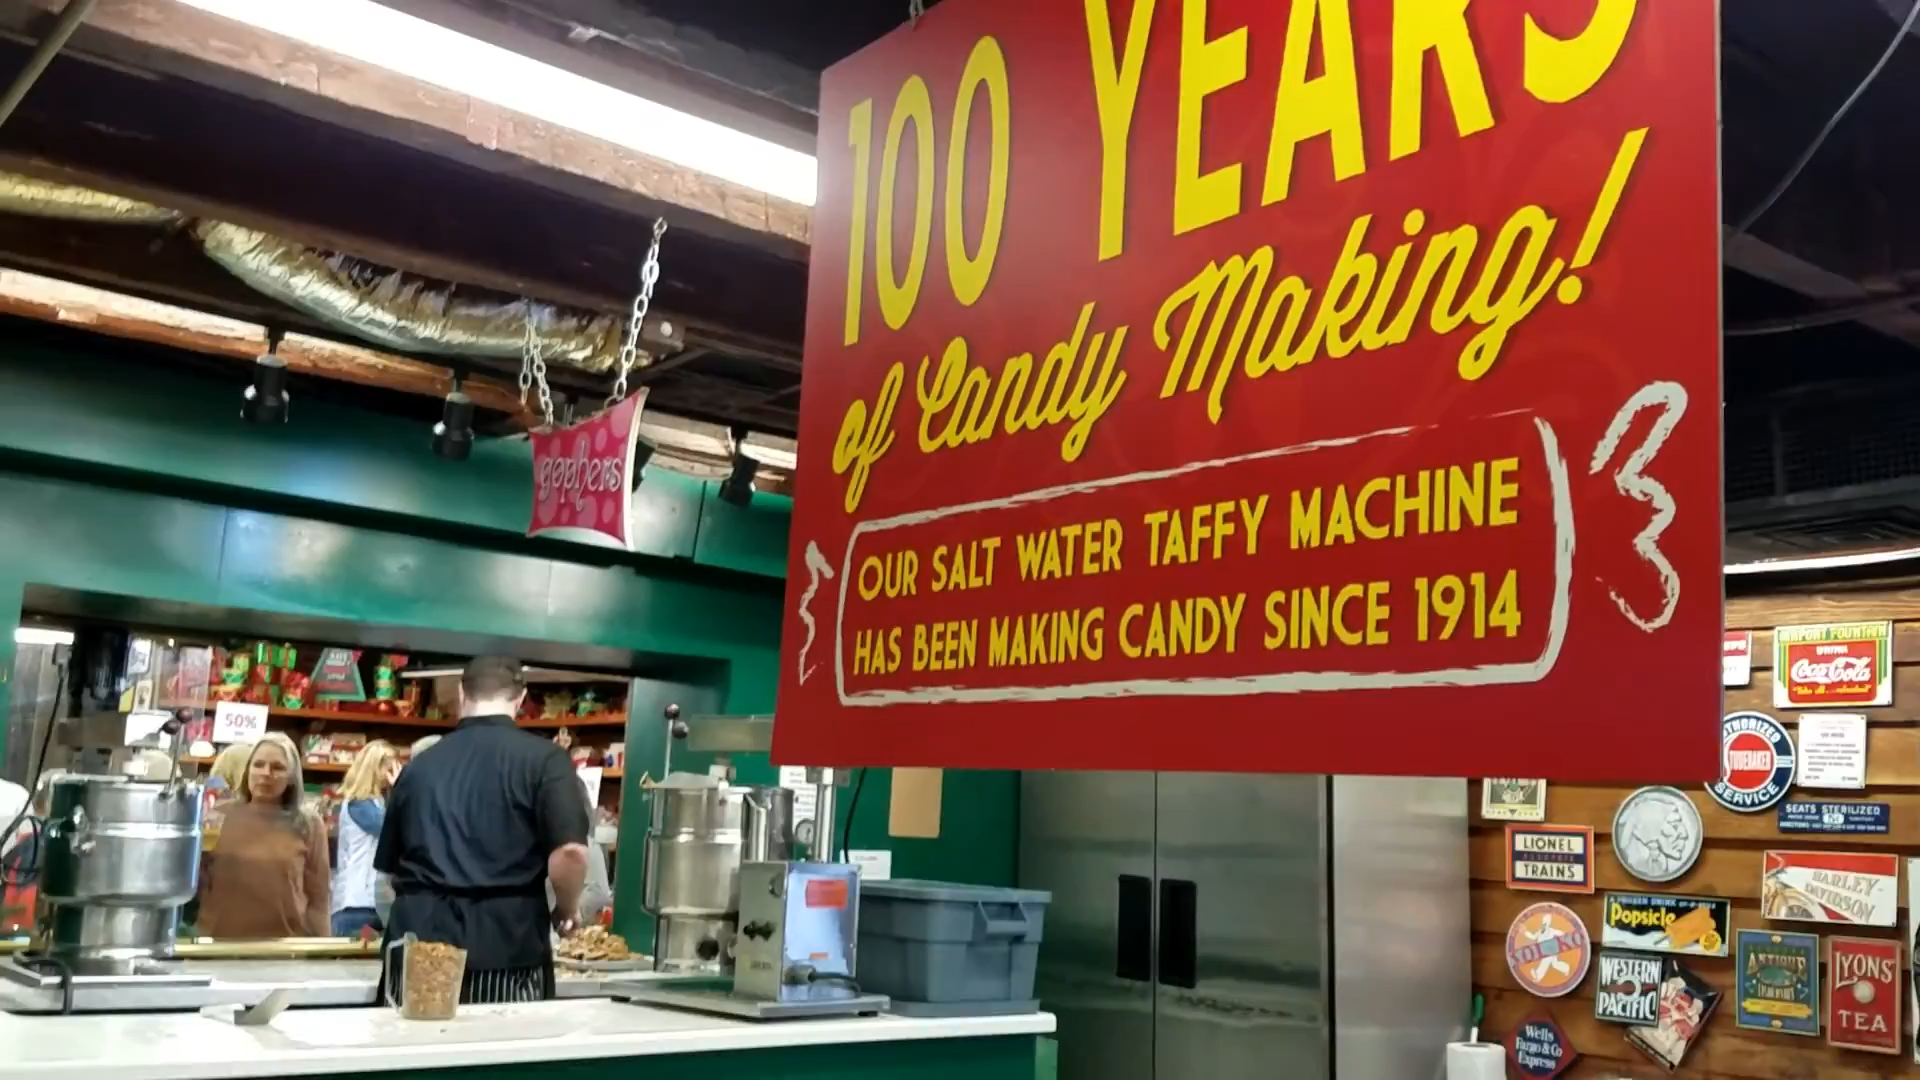 100 YEARS
of Candy Making!
OUR SALT WATER TAFFY MACHINE
HAS BEEN MAKING CANDY SINCE 1914
gophers
50%
DRINK
Coca-Cola
AUTHORIZED
STUDEBAKER
SERVICE
SEATS STERILIZED
LIONEL
TRAINS
HARLEY-
DAVIDSON
Popsicle
WESTERN
PACIFIC
ANTIQUE
LYONS'
TEA
Wells
Fargo & Co
Express